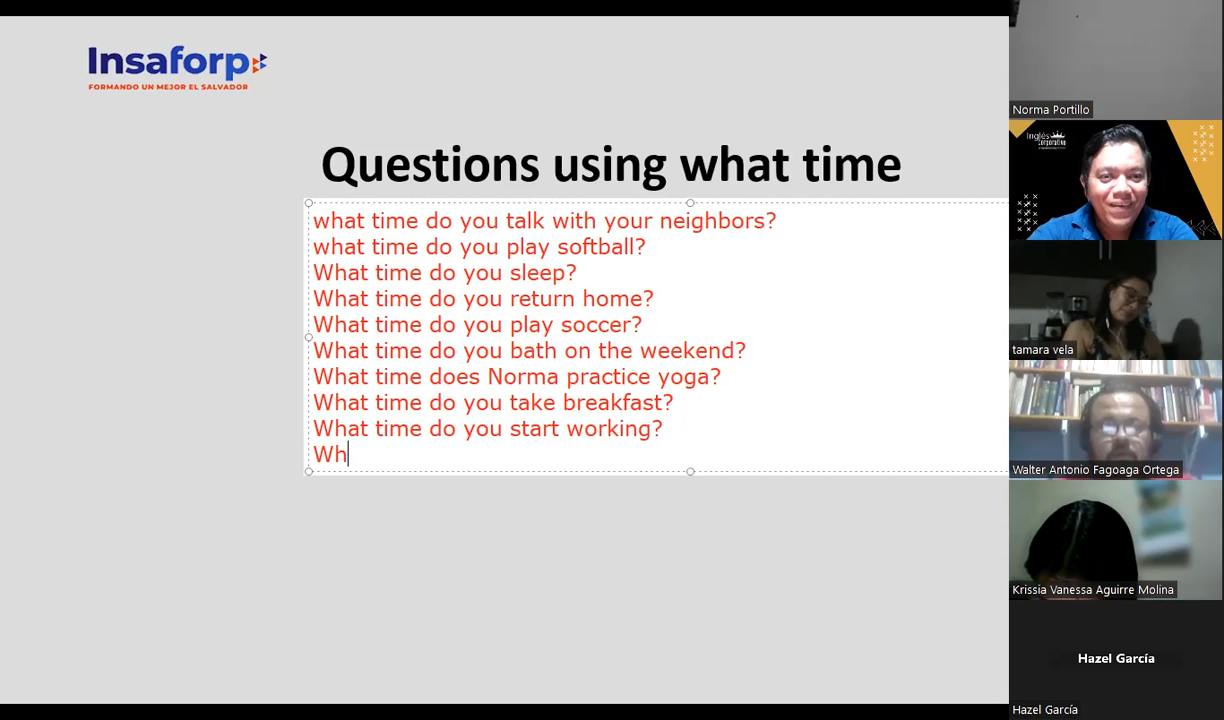 Insaforp
FORMANDO UN MEJOR EL SALVADOR
Questions using what time
what time do you talk with your neighbors?
what time do you play softball?
What time do you sleep?
What time do you return home?
What time do you play soccer?
What time do you bath on the weekend?
What time does Norma practice yoga?
What time do you take breakfast?
What time do you start working?
Wh
Norma Portillo
Inglés
Corporativo
tamara vela
Walter Antonio Fagoaga Ortega
Krissia Vanessa Aguirre Molina
Hazel García
Hazel García